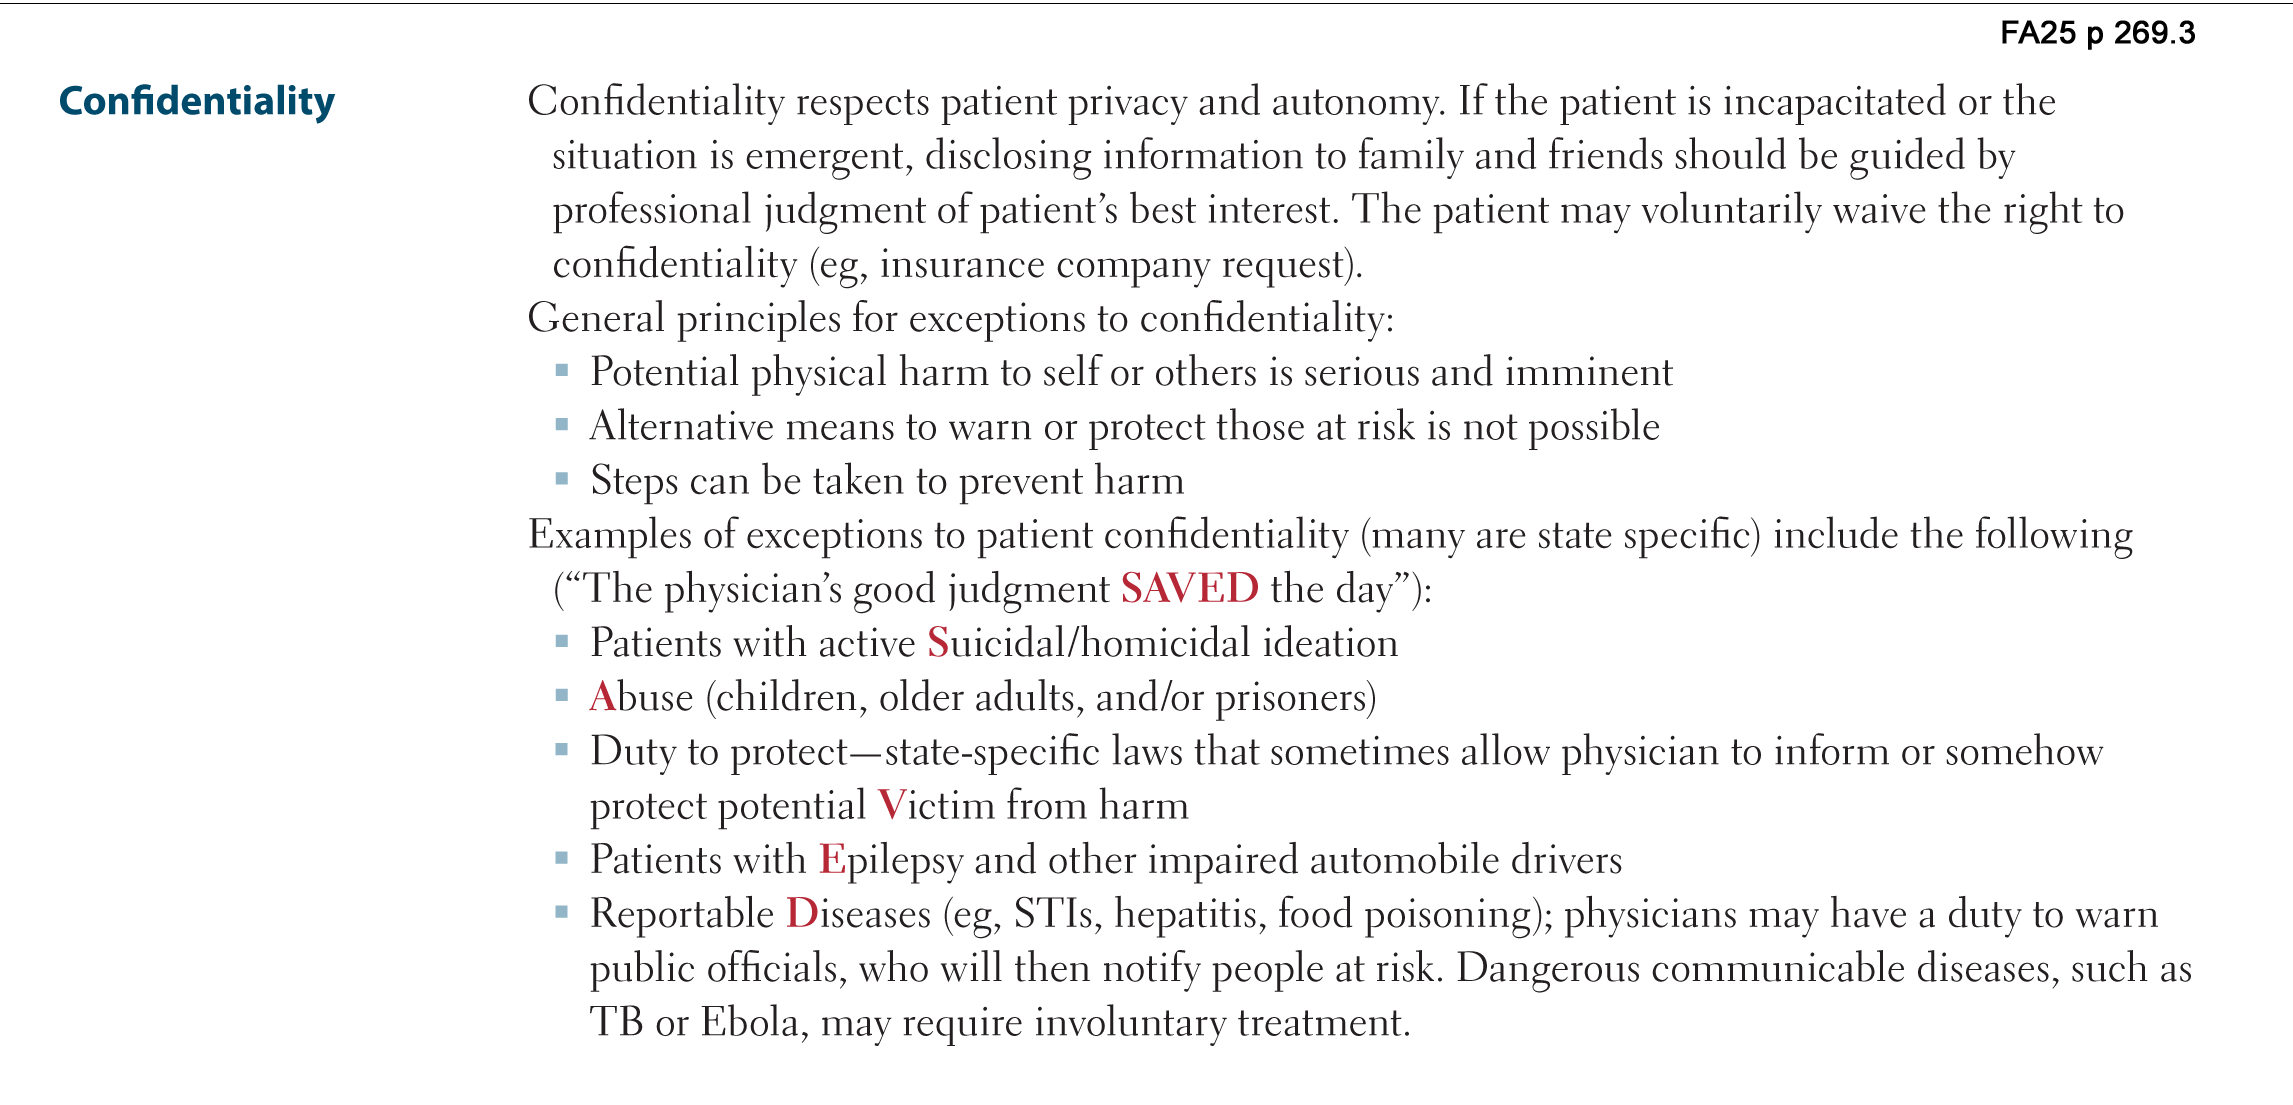 FA25 p 269.3
Confidentiality
Confidentiality respects patient privacy and autonomy. If the patient is incapacitated or the
situation is emergent, disclosing information to family and friends should be guided by
professional judgment of patient’s best interest. The patient may voluntarily waive the right to
confidentiality (eg, insurance company request).
General principles for exceptions to confidentiality:
▪ Potential physical harm to self or others is serious and imminent
▪ Alternative means to warn or protect those at risk is not possible
▪ Steps can be taken to prevent harm
Examples of exceptions to patient confidentiality (many are state specific) include the following
(“The physician’s good judgment SAVED the day”):
▪ Patients with active Suicidal/homicidal ideation
▪ Abuse (children, older adults, and/or prisoners)
▪ Duty to protect—state-specific laws that sometimes allow physician to inform or somehow
protect potential Victim from harm
▪ Patients with Epilepsy and other impaired automobile drivers
▪ Reportable Diseases (eg, STIs, hepatitis, food poisoning); physicians may have a duty to warn
public officials, who will then notify people at risk. Dangerous communicable diseases, such as
TB or Ebola, may require involuntary treatment.